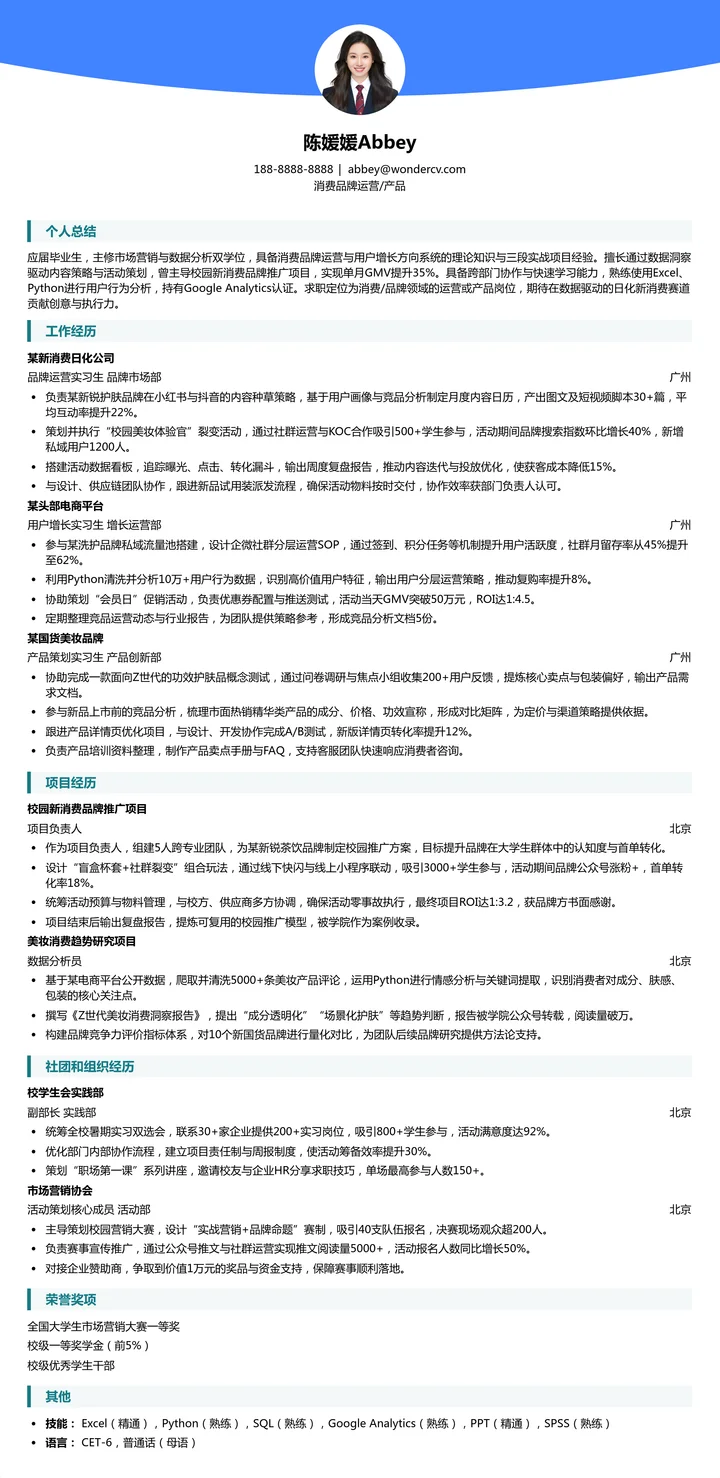 陈媛媛Abbey
188-8888-8888 | abbey@wondercv.com
消费品牌运营/产品
个人总结
应届毕业生，主修市场营销与数据分析双学位，具备消费品牌运营与用户增长方向系统的理论知识与三段实战项目经验。擅长通过数据洞察
驱动内容策略与活动策划，曾主导校园新消费品牌推广项目，实现单月GMV提升35%。具备跨部门协作与快速学习能力，熟练使用Excel、
Python进行用户行为分析，持有Google Analytics认证。求职定位为消费/品牌领域的运营或产品岗位，期待在数据驱动的日化新消费赛道
贡献创意与执行力。
工作经历
某新消费日化公司
品牌运营实习生 品牌市场部 广州
• 负责某新锐护肤品牌在小红书与抖音的内容种草策略，基于用户画像与竞品分析制定月度内容日历，产出图文及短视频脚本30+篇，平
均互动率提升22%。
• 策划并执行“校园美妆体验官”裂变活动，通过社群运营与KOC合作吸引500+学生参与，活动期间品牌搜索指数环比增长40%，新增
私域用户1200人。
• 搭建活动数据看板，追踪曝光、点击、转化漏斗，输出周度复盘报告，推动内容迭代与投放优化，使获客成本降低15%。
• 与设计、供应链团队协作，跟进新品试用装派发流程，确保活动物料按时交付，协作效率获部门负责人认可。
某头部电商平台
用户增长实习生 增长运营部 广州
• 参与某洗护品牌私域流量池搭建，设计企微社群分层运营SOP，通过签到、积分任务等机制提升用户活跃度，社群月留存率从45%提升
至62%。
• 利用Python清洗并分析10万+用户行为数据，识别高价值用户特征，输出用户分层运营策略，推动复购率提升8%。
• 协助策划“会员日”促销活动，负责优惠券配置与推送测试，活动当天GMV突破50万元，ROI达1:4.5。
• 定期整理竞品运营动态与行业报告，为团队提供策略参考，形成竞品分析文档5份。
某国货美妆品牌
产品策划实习生 产品创新部 广州
• 协助完成一款面向Z世代的功效护肤品概念测试，通过问卷调研与焦点小组收集200+用户反馈，提炼核心卖点与包装偏好，输出产品需
求文档。
• 参与新品上市前的竞品分析，梳理市面热销精华类产品的成分、价格、功效宣称，形成对比矩阵，为定价与渠道策略提供依据。
• 跟进产品详情页优化项目，与设计、开发协作完成A/B测试，新版详情页转化率提升12%。
• 负责产品培训资料整理，制作产品卖点手册与FAQ，支持客服团队快速响应消费者咨询。
项目经历
校园新消费品牌推广项目
项目负责人 北京
• 作为项目负责人，组建5人跨专业团队，为某新锐茶饮品牌制定校园推广方案，目标提升品牌在大学生群体中的认知度与首单转化。
• 设计“盲盒杯套+社群裂变”组合玩法，通过线下快闪与线上小程序联动，吸引3000+学生参与，活动期间品牌公众号涨粉+，首单转
化率18%。
• 统筹活动预算与物料管理，与校方、供应商多方协调，确保活动零事故执行，最终项目ROI达1:3.2，获品牌方书面感谢。
• 项目结束后输出复盘报告，提炼可复用的校园推广模型，被学院作为案例收录。
美妆消费趋势研究项目
数据分析员 北京
• 基于某电商平台公开数据，爬取并清洗5000+条美妆产品评论，运用Python进行情感分析与关键词提取，识别消费者对成分、肤感、
包装的核心关注点。
• 撰写《Z世代美妆消费洞察报告》，提出“成分透明化”“场景化护肤”等趋势判断，报告被学院公众号转载，阅读量破万。
• 构建品牌竞争力评价指标体系，对10个新国货品牌进行量化对比，为团队后续品牌研究提供方法论支持。
社团和组织经历
校学生会实践部
副部长 实践部 北京
• 统筹全校暑期实习双选会，联系30+家企业提供200+实习岗位，吸引800+学生参与，活动满意度达92%。
• 优化部门内部协作流程，建立项目责任制与周报制度，使活动筹备效率提升30%。
• 策划“职场第一课”系列讲座，邀请校友与企业HR分享求职技巧，单场最高参与人数150+。
市场营销协会
活动策划核心成员 活动部 北京
• 主导策划校园营销大赛，设计“实战营销+品牌命题”赛制，吸引40支队伍报名，决赛现场观众超200人。
• 负责赛事宣传推广，通过公众号推文与社群运营实现推文阅读量5000+，活动报名人数同比增长50%。
• 对接企业赞助商，争取到价值1万元的奖品与资金支持，保障赛事顺利落地。
荣誉奖项
全国大学生市场营销大赛一等奖
校级一等奖学金（前5%）
校级优秀学生干部
其他
• 技能： Excel（精通），Python（熟练），SQL（熟练），Google Analytics（熟练），PPT（精通），SPSS（熟练）
• 语言： CET-6，普通话（母语）